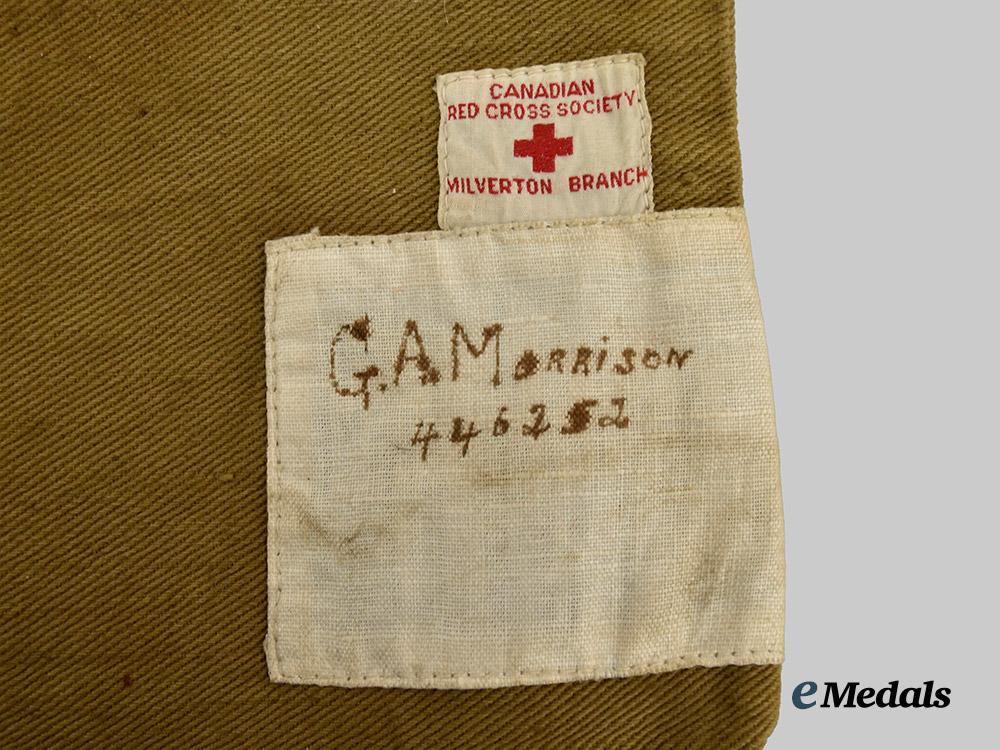 CANADIAN
RED CROSS SOCIETY.
MILVERTON BRANCH
G.A MORRISON
446252
eMedals